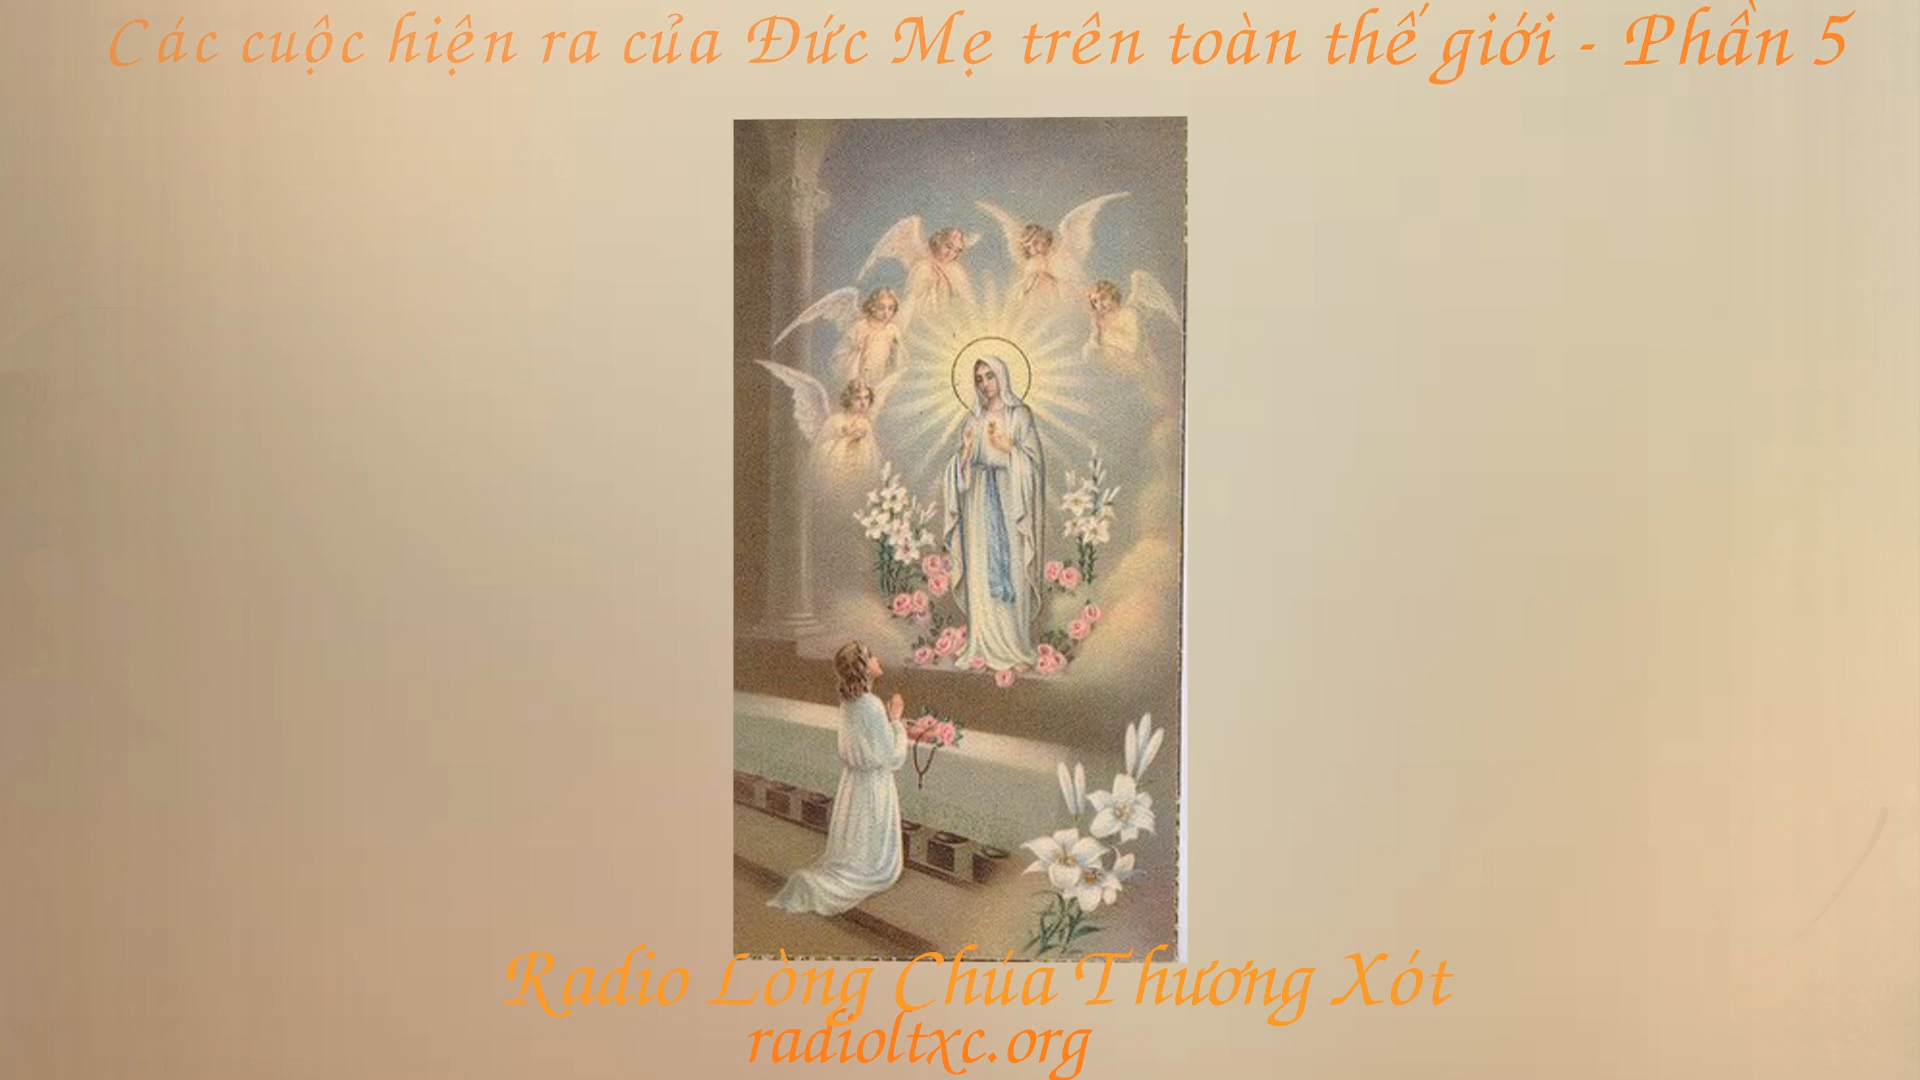 Các cuộc hiện ra của Đức Mẹ trên toàn thế giới - Phần 5
Radio Lòng Chúa Thương Xót
radioltxc.org